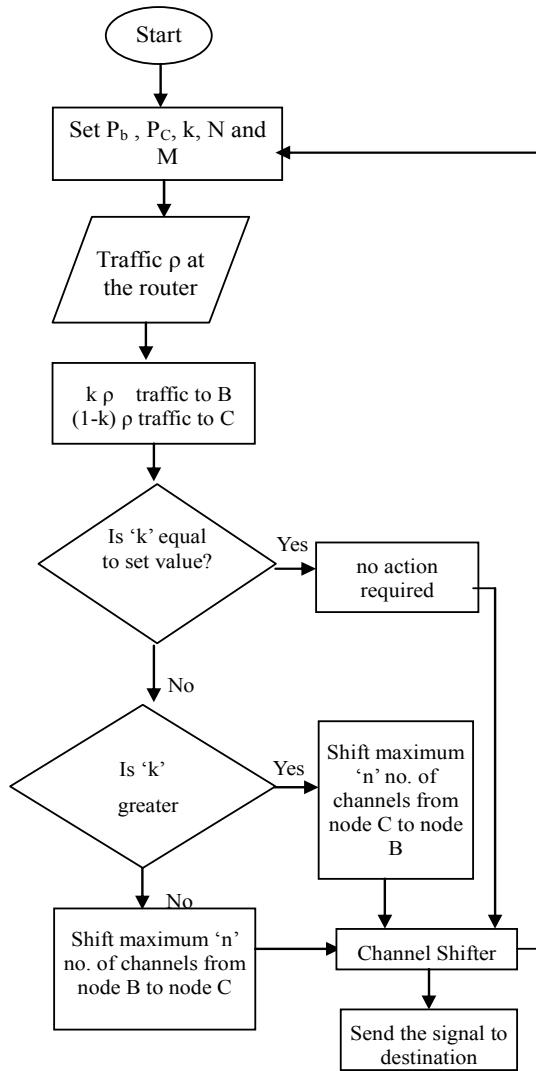 Start
Set P_b , P_C, k, N and
M
Traffic ρ at
the router
k ρ traffic to B
(1-k) ρ traffic to C
Is ‘k’ equal
to set value?
Yes
no action
required
No
Is ‘k’
greater
Yes
Shift maximum
‘n’ no. of
channels from
node C to node
B
No
Shift maximum ‘n’
no. of channels from
node B to node C
Channel Shifter
Send the signal to
destination